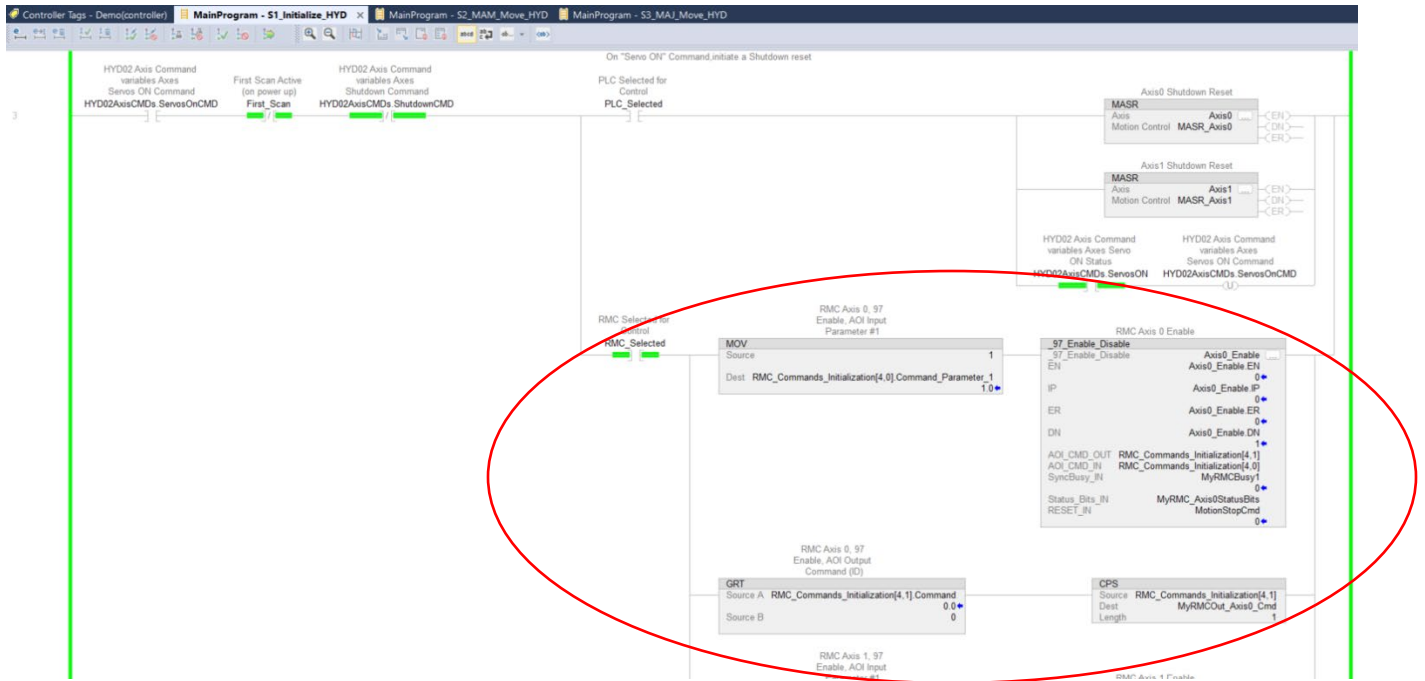 Controller Tags - Demo(controller)
MainProgram - S1_Initialize_HYD
MainProgram - S2_MAM_Move_HYD
MainProgram - S3_MAJ_Move_HYD
On "Servo ON" Command,initiate a Shutdown reset
3
HYD02 Axis Command
variables Axes
Servos ON Command
HYD02AxisCMDs.ServosOnCMD
First Scan Active
(on power up)
First_Scan
HYD02 Axis Command
variables Axes
Shutdown Command
HYD02AxisCMDs.ShutdownCMD
PLC Selected for
Control
PLC_Selected
Axis0 Shutdown Reset
MASR
Axis Axis0 ...
Motion Control MASR_Axis0
EN
DN
ER
Axis1 Shutdown Reset
MASR
Axis Axis1 ...
Motion Control MASR_Axis1
EN
DN
ER
HYD02 Axis Command
variables Axes Servo
ON Status
HYD02AxisCMDs.ServosON
HYD02 Axis Command
variables Axes
Servos ON Command
HYD02AxisCMDs.ServosOnCMD
U
RMC Selected for
Control
RMC_Selected
RMC Axis 0, 97
Enable, AOI Input
Parameter #1
MOV
Source 1
Dest RMC_Commands_Initialization[4,0].Command_Parameter_1
1.0
RMC Axis 0 Enable
_97_Enable_Disable
_97_Enable_Disable Axis0_Enable ...
EN Axis0_Enable.EN
0
IP Axis0_Enable.IP
0
ER Axis0_Enable.ER
0
DN Axis0_Enable.DN
1
AOI_CMD_OUT RMC_Commands_Initialization[4,1]
AOI_CMD_IN RMC_Commands_Initialization[4,0]
SyncBusy_IN MyRMCBusy1
0
Status_Bits_IN MyRMC_Axis0StatusBits
RESET_IN MotionStopCmd
0
RMC Axis 0, 97
Enable, AOI Output
Command (ID)
GRT
Source A RMC_Commands_Initialization[4,1].Command
0.0
Source B 0
CPS
Source RMC_Commands_Initialization[4,1]
Dest MyRMCOut_Axis0_Cmd
Length 1
RMC Axis 1, 97
Enable, AOI Input
Parameter #1
RMC Axis 1 Enable